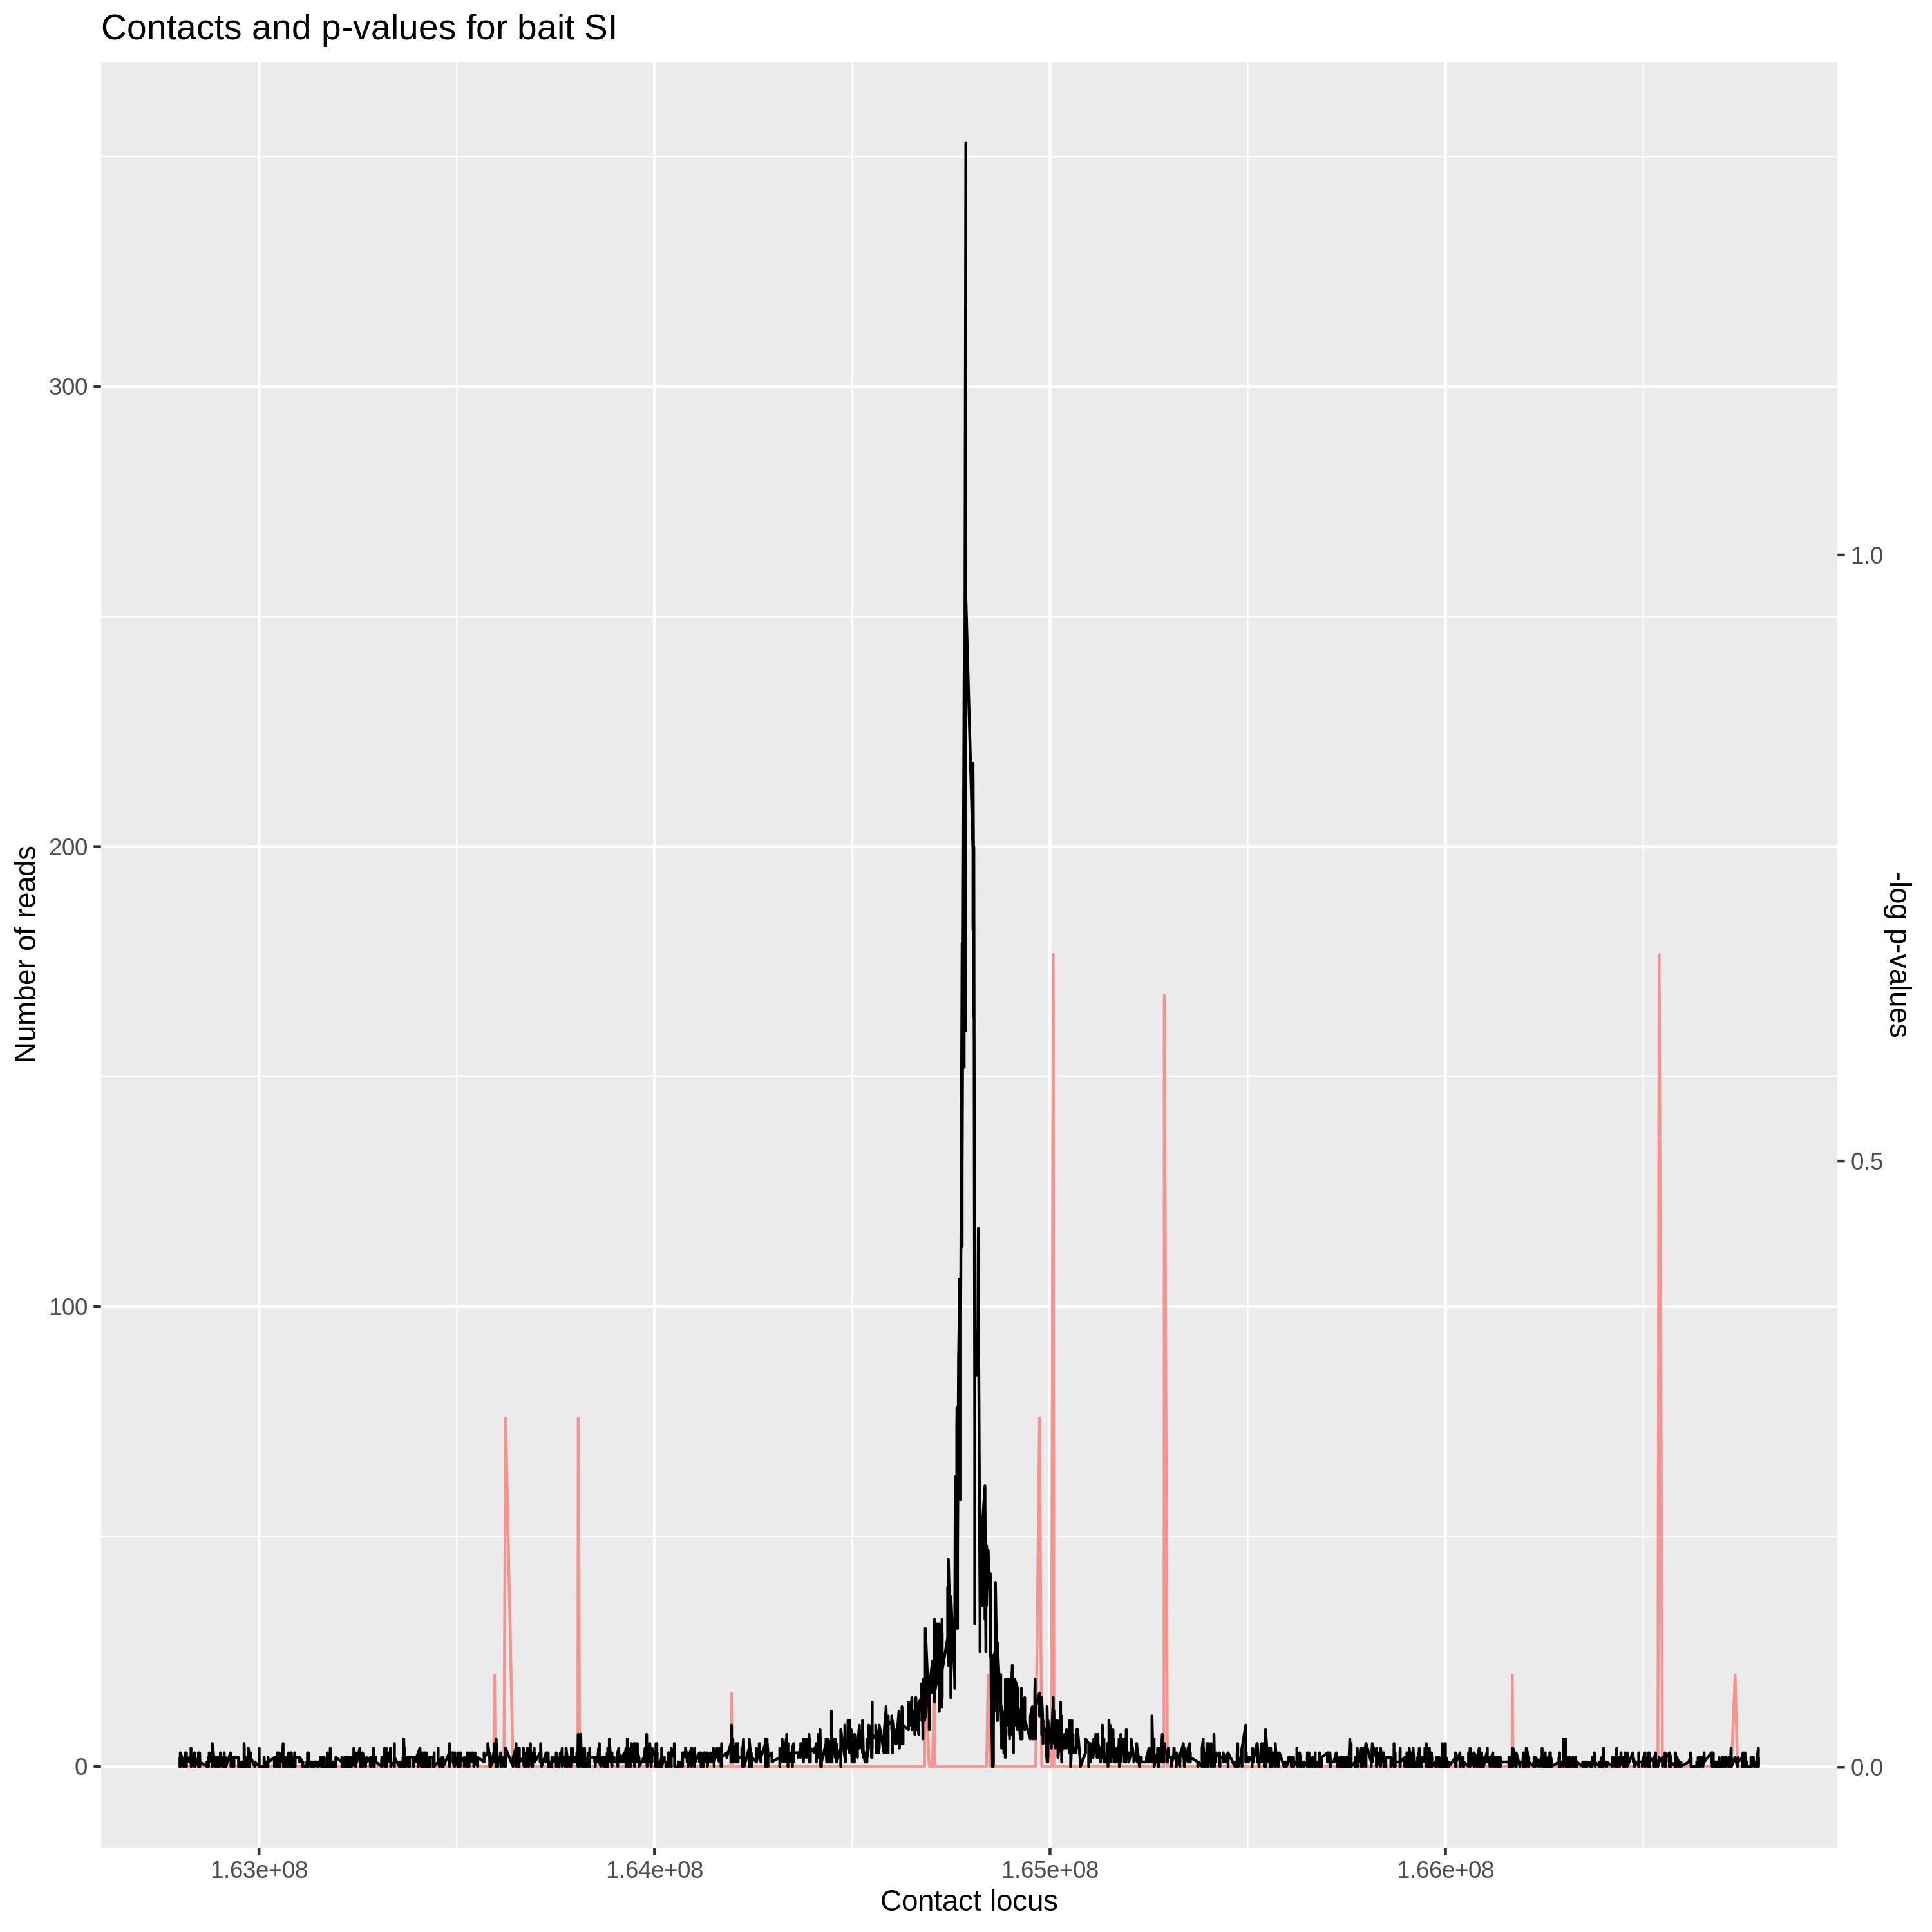 Contacts and p-values for bait SI
300
200
100
0
Number of reads
1.0
0.5
0.0
-log p-values
1.63e+08
1.64e+08
1.65e+08
1.66e+08
Contact locus